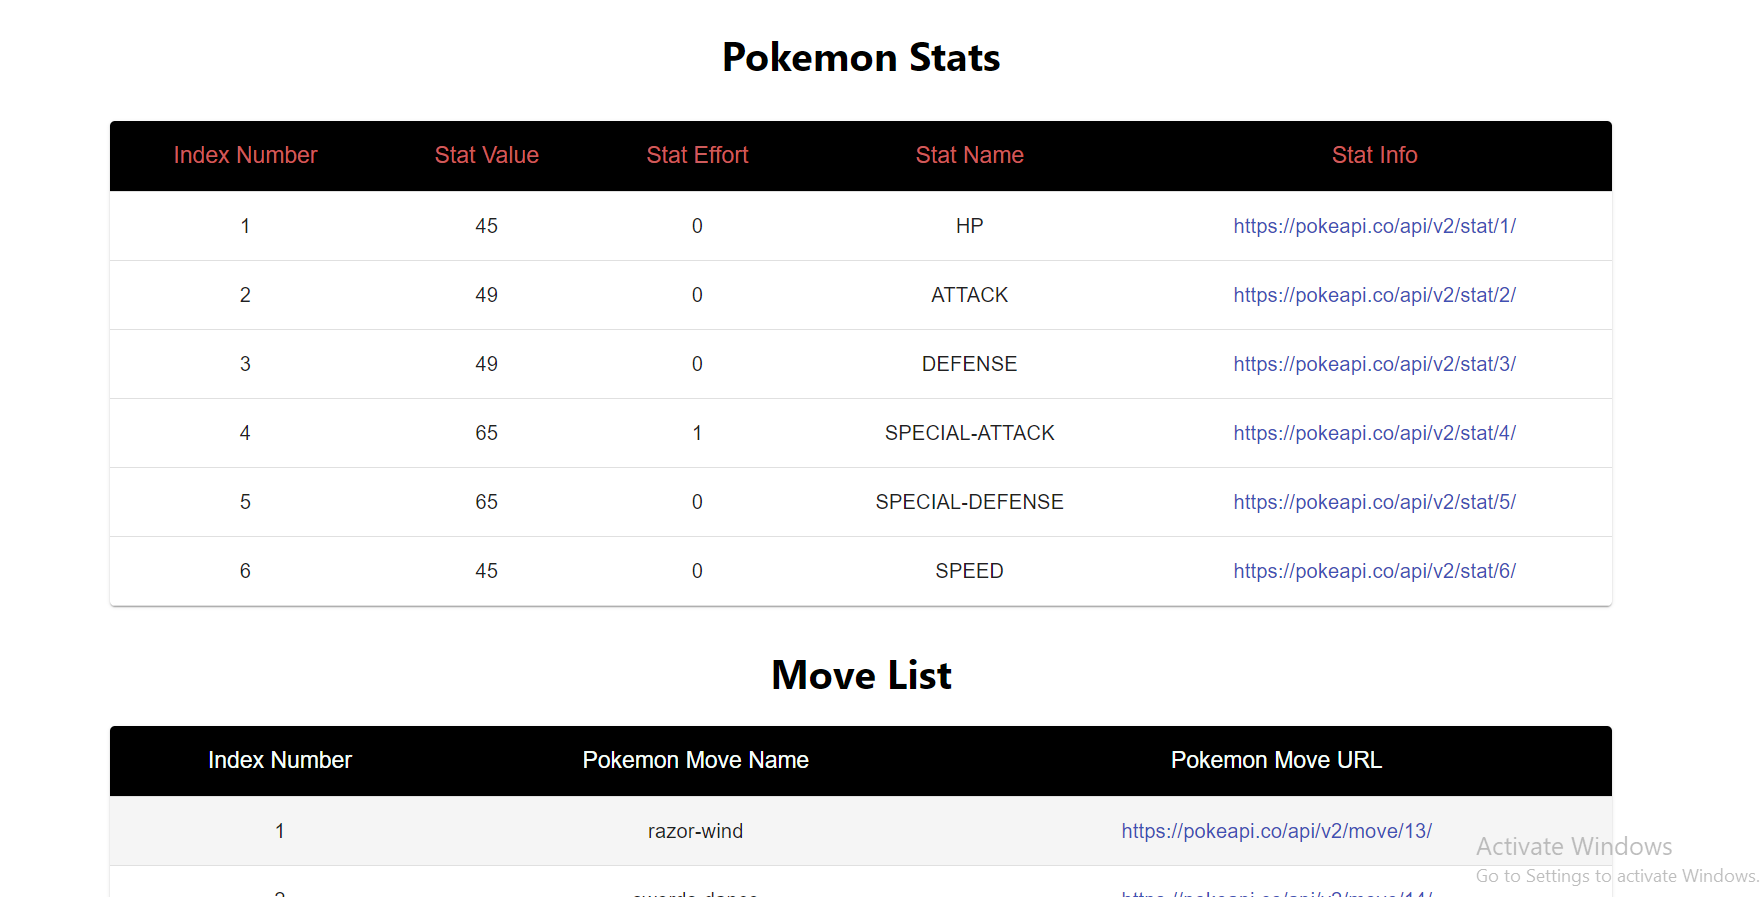 Pokemon Stats
Index Number Stat Value Stat Effort Stat Name Stat Info
1 45 0 HP https://pokeapi.co/api/v2/stat/1/
2 49 0 ATTACK https://pokeapi.co/api/v2/stat/2/
3 49 0 DEFENSE https://pokeapi.co/api/v2/stat/3/
4 65 1 SPECIAL-ATTACK https://pokeapi.co/api/v2/stat/4/
5 65 0 SPECIAL-DEFENSE https://pokeapi.co/api/v2/stat/5/
6 45 0 SPEED https://pokeapi.co/api/v2/stat/6/
Move List
Index Number Pokemon Move Name Pokemon Move URL
1 razor-wind https://pokeapi.co/api/v2/move/13/
Activate Windows
Go to Settings to activate Windows.